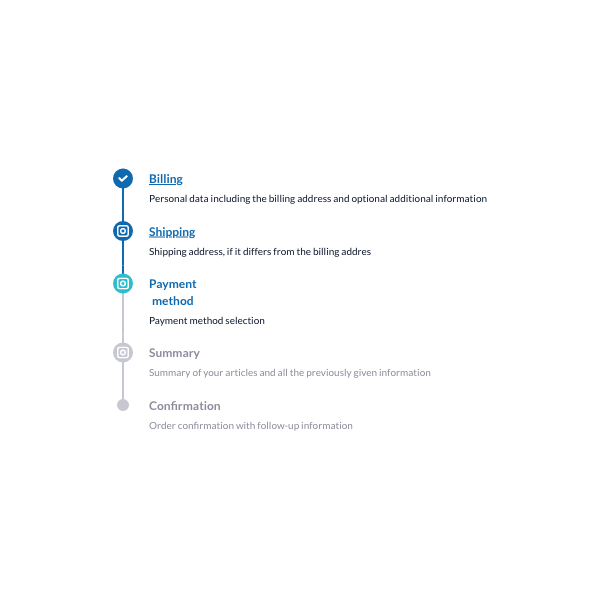 Billing
Personal data including the billing address and optional additional information
Shipping
Shipping address, if it differs from the billing addres
Payment
method
Payment method selection
Summary
Summary of your articles and all the previously given information
Confirmation
Order confirmation with follow-up information